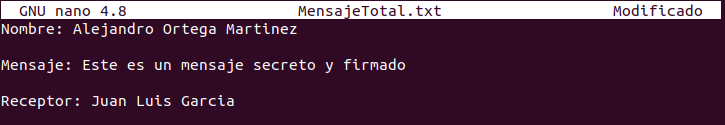 GNU nano 4.8 MensajeTotal.txt Modificado
Nombre: Alejandro Ortega Martinez
Mensaje: Este es un mensaje secreto y firmado
Receptor: Juan Luis Garcia